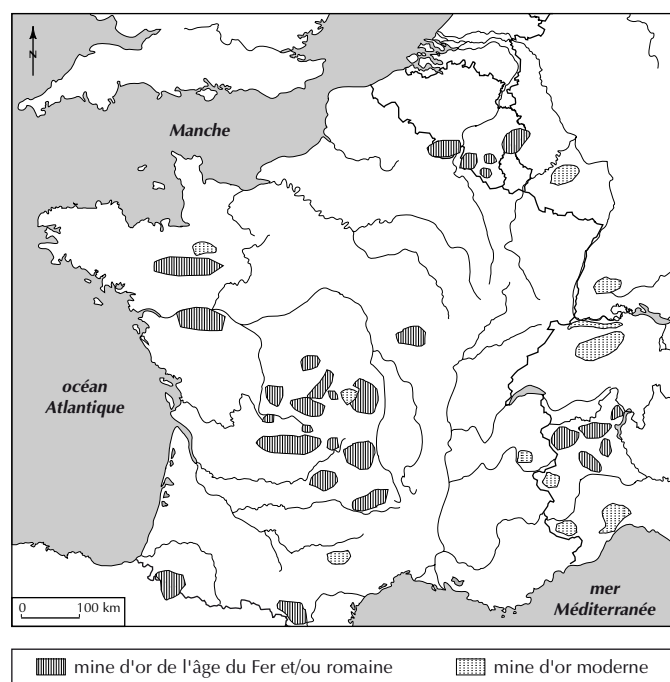 N
Manche
océan
Atlantique
mer
Méditerranée
0 100 km
mine d'or de l'âge du Fer et/ou romaine
mine d'or moderne